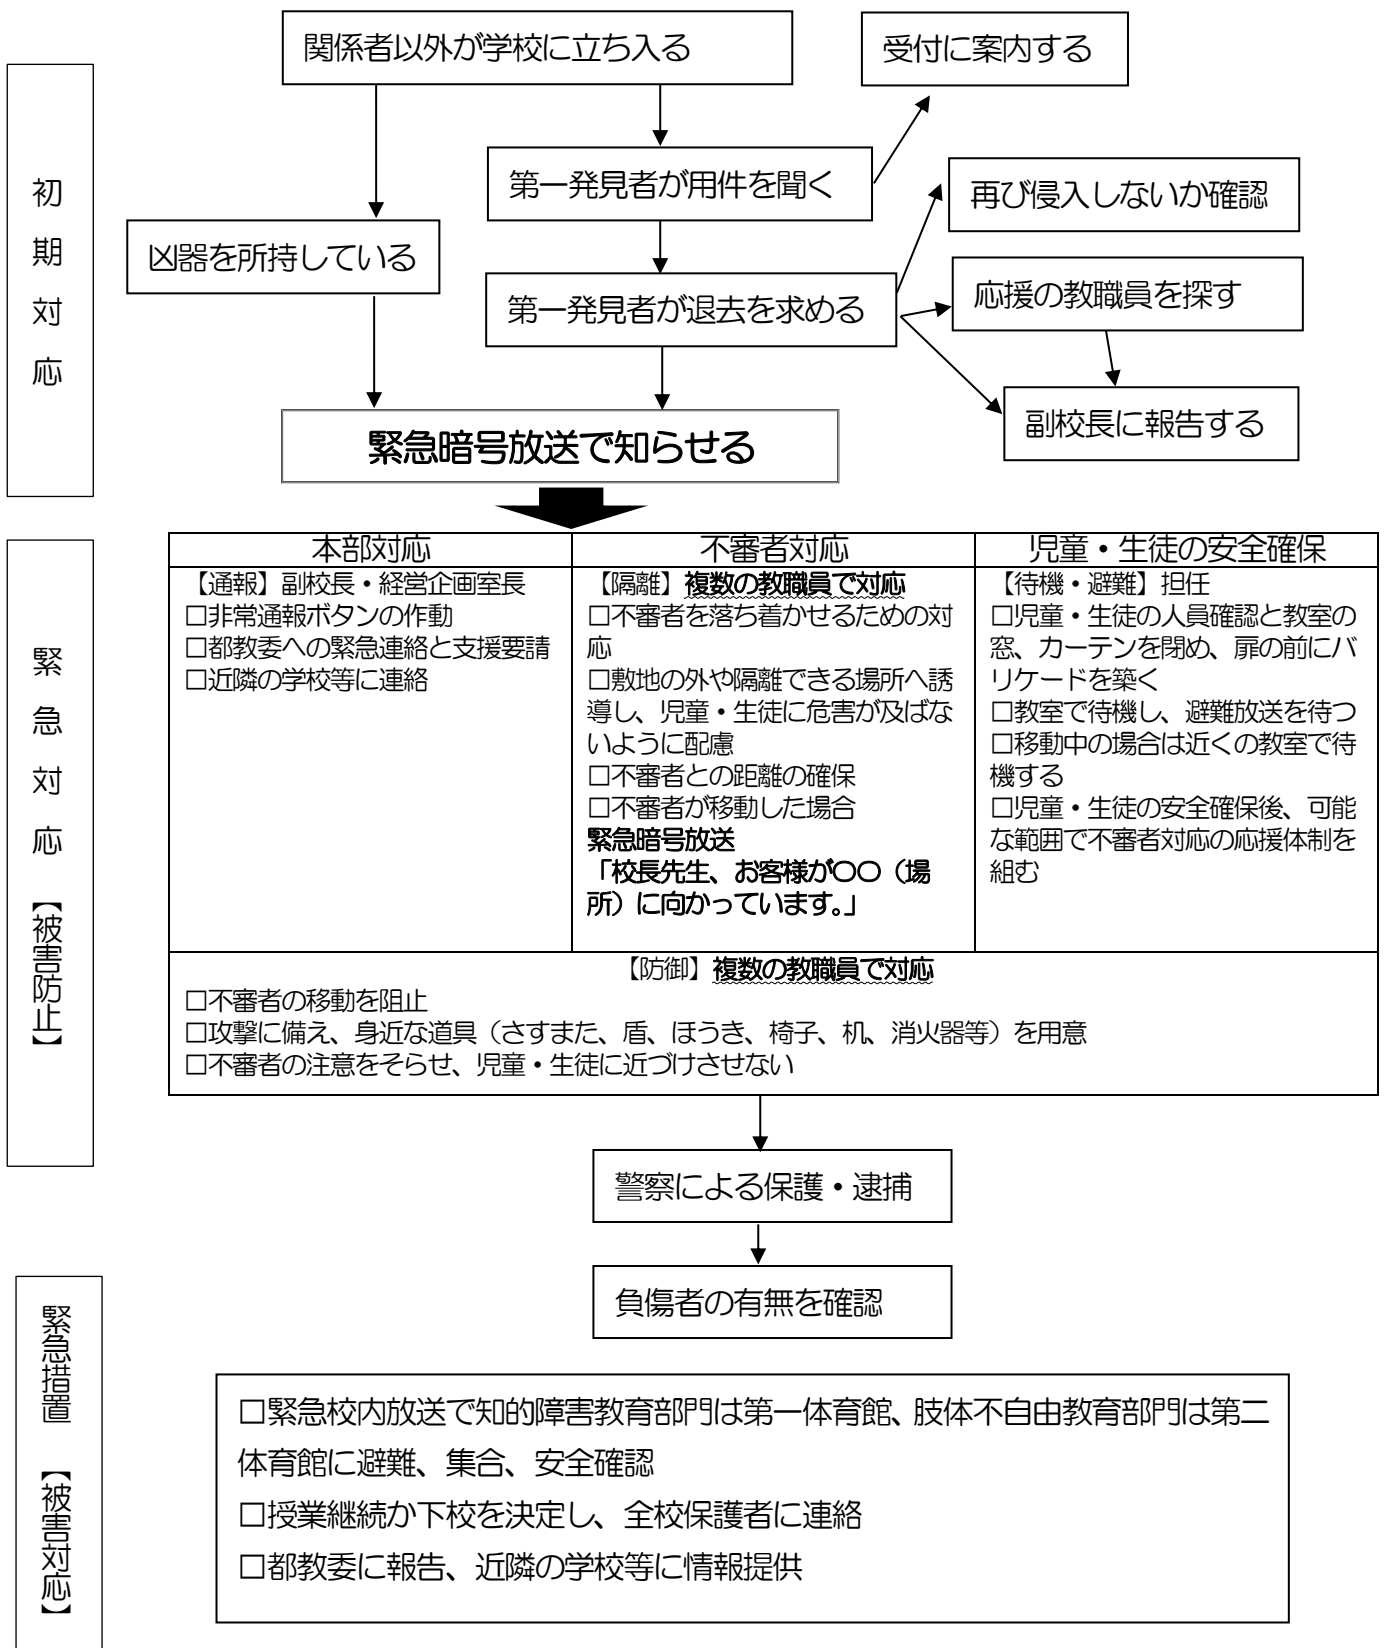 関係者以外が学校に立ち入る
受付に案内する
初期対応
第一発見者が用件を聞く
再び侵入しないか確認
凶器を所持している
第一発見者が退去を求める
応援の教職員を探す
副校長に報告する
緊急暗号放送で知らせる
緊急対応【被害防止】
本部対応
【通報】副校長・経営企画室長
□非常通報ボタンの作動
□都教委への緊急連絡と支援要請
□近隣の学校等に連絡
不審者対応
【隔離】複数の教職員で対応
□不審者を落ち着かせるための対
応
□敷地の外や隔離できる場所へ誘
導し、児童・生徒に危害が及ばな
いように配慮
□不審者との距離の確保
□不審者が移動した場合
緊急暗号放送
「校長先生、お客様が〇〇（場
所）に向かっています。」
児童・生徒の安全確保
【待機・避難】担任
□児童・生徒の人員確認と教室の
窓、カーテンを閉め、扉の前にバ
リケードを築く
□教室で待機し、避難放送を待つ
□移動中の場合は近くの教室で待
機する
□児童・生徒の安全確保後、可能
な範囲で不審者対応の応援体制を
組む
【防御】複数の教職員で対応
□不審者の移動を阻止
□攻撃に備え、身近な道具（さすまた、盾、ほうき、椅子、机、消火器等）を用意
□不審者の注意をそらせ、児童・生徒に近づけさせない
警察による保護・逮捕
負傷者の有無を確認
緊急措置【被害対応】
□緊急校内放送で知的障害教育部門は第一体育館、肢体不自由教育部門は第二
体育館に避難、集合、安全確認
□授業継続か下校を決定し、全校保護者に連絡
□都教委に報告、近隣の学校等に情報提供